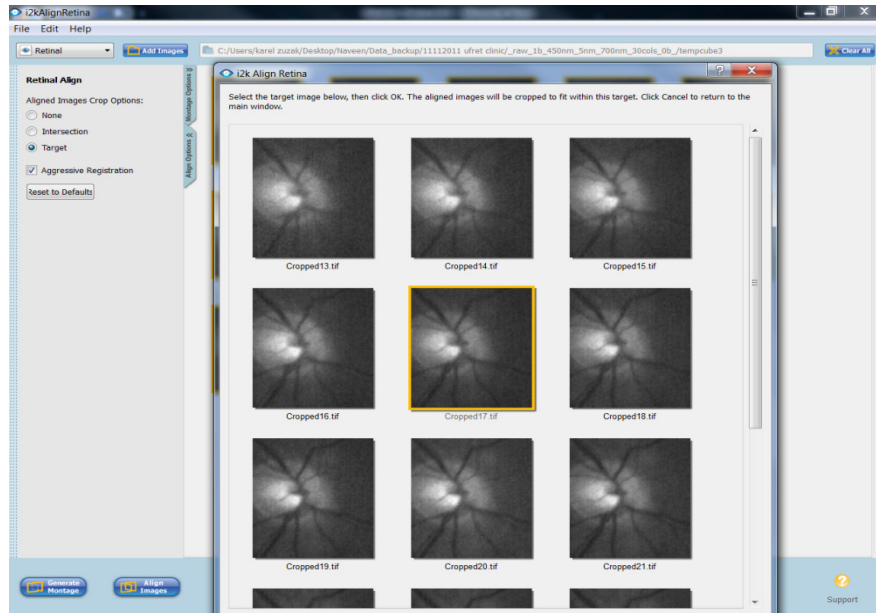 i2kAlignRetina
File Edit Help
Retinal
Add Images
C:/Users/karel zuzak/Desktop/Naveen/Data_backup/11112011 ufret clinic/_raw_1b_450nm_5nm_700nm_30cols_0b_/tempcube3
Clear All
Retinal Align
Aligned Images Crop Options:
None
Intersection
Target
Aggressive Registration
Reset to Defaults
Montage Options
Align Options
i2k Align Retina
Select the target image below, then click OK. The aligned images will be cropped to fit within this target. Click Cancel to return to the
main window.
Cropped13.tif Cropped14.tif Cropped15.tif
Cropped16.tif Cropped17.tif Cropped18.tif
Cropped19.tif Cropped20.tif Cropped21.tif
Generate
Montage
Align
Images
Support